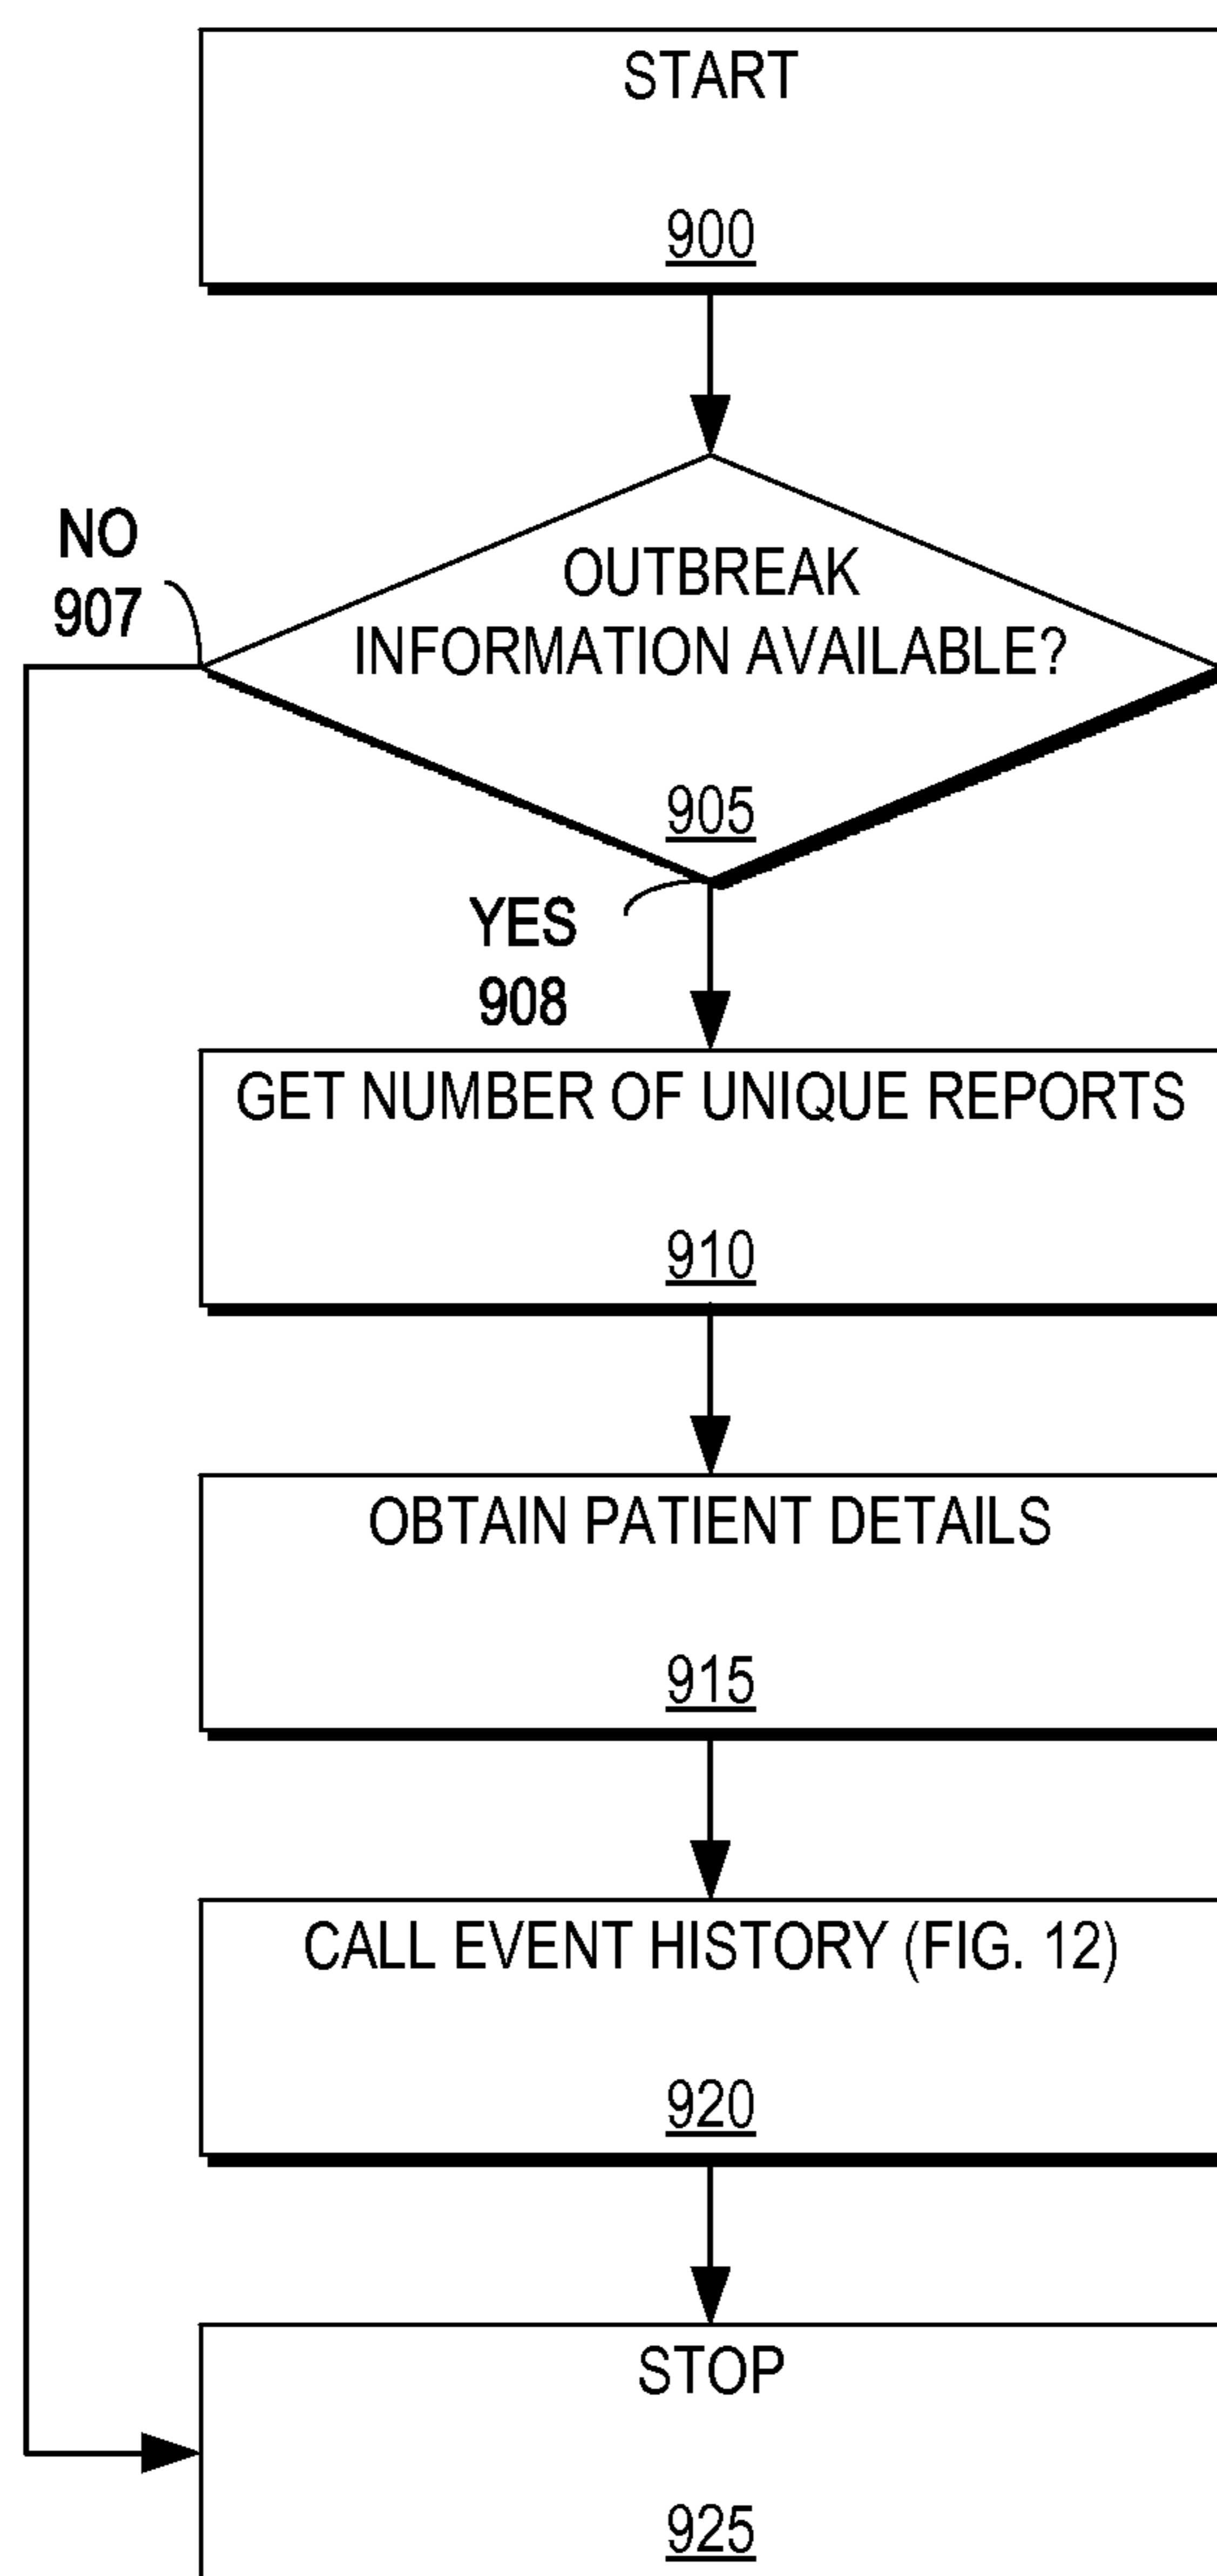 START
900
NO
907
OUTBREAK
INFORMATION AVAILABLE?
905
YES
908
GET NUMBER OF UNIQUE REPORTS
910
OBTAIN PATIENT DETAILS
915
CALL EVENT HISTORY (FIG. 12)
920
STOP
925